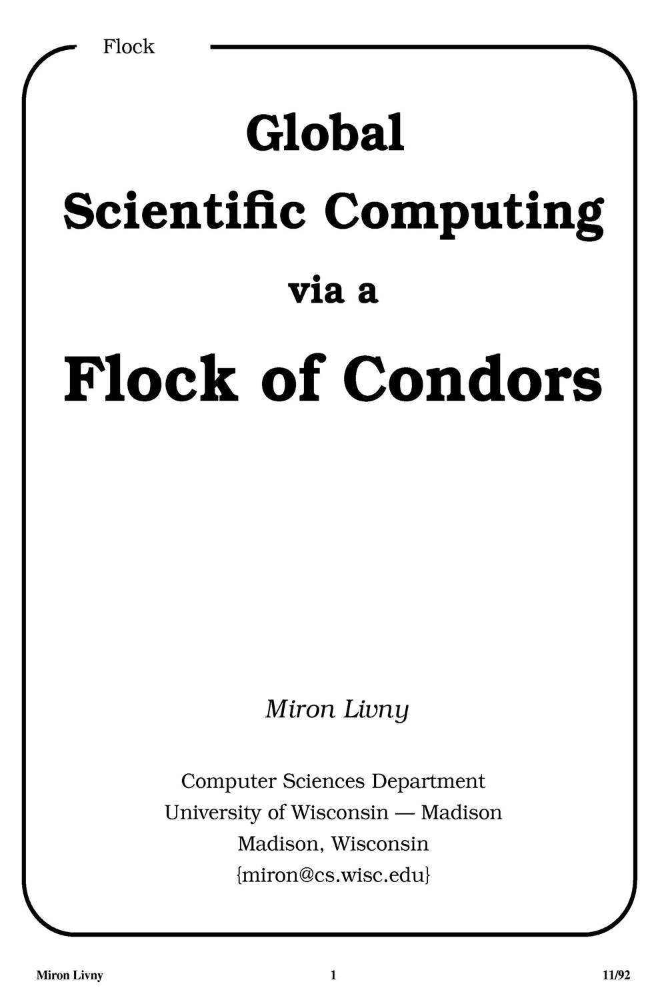 Flock
Global
Scientific Computing
via a
Flock of Condors
Miron Livny
Computer Sciences Department
University of Wisconsin — Madison
Madison, Wisconsin
{miron@cs.wisc.edu}
Miron Livny 1 11/92